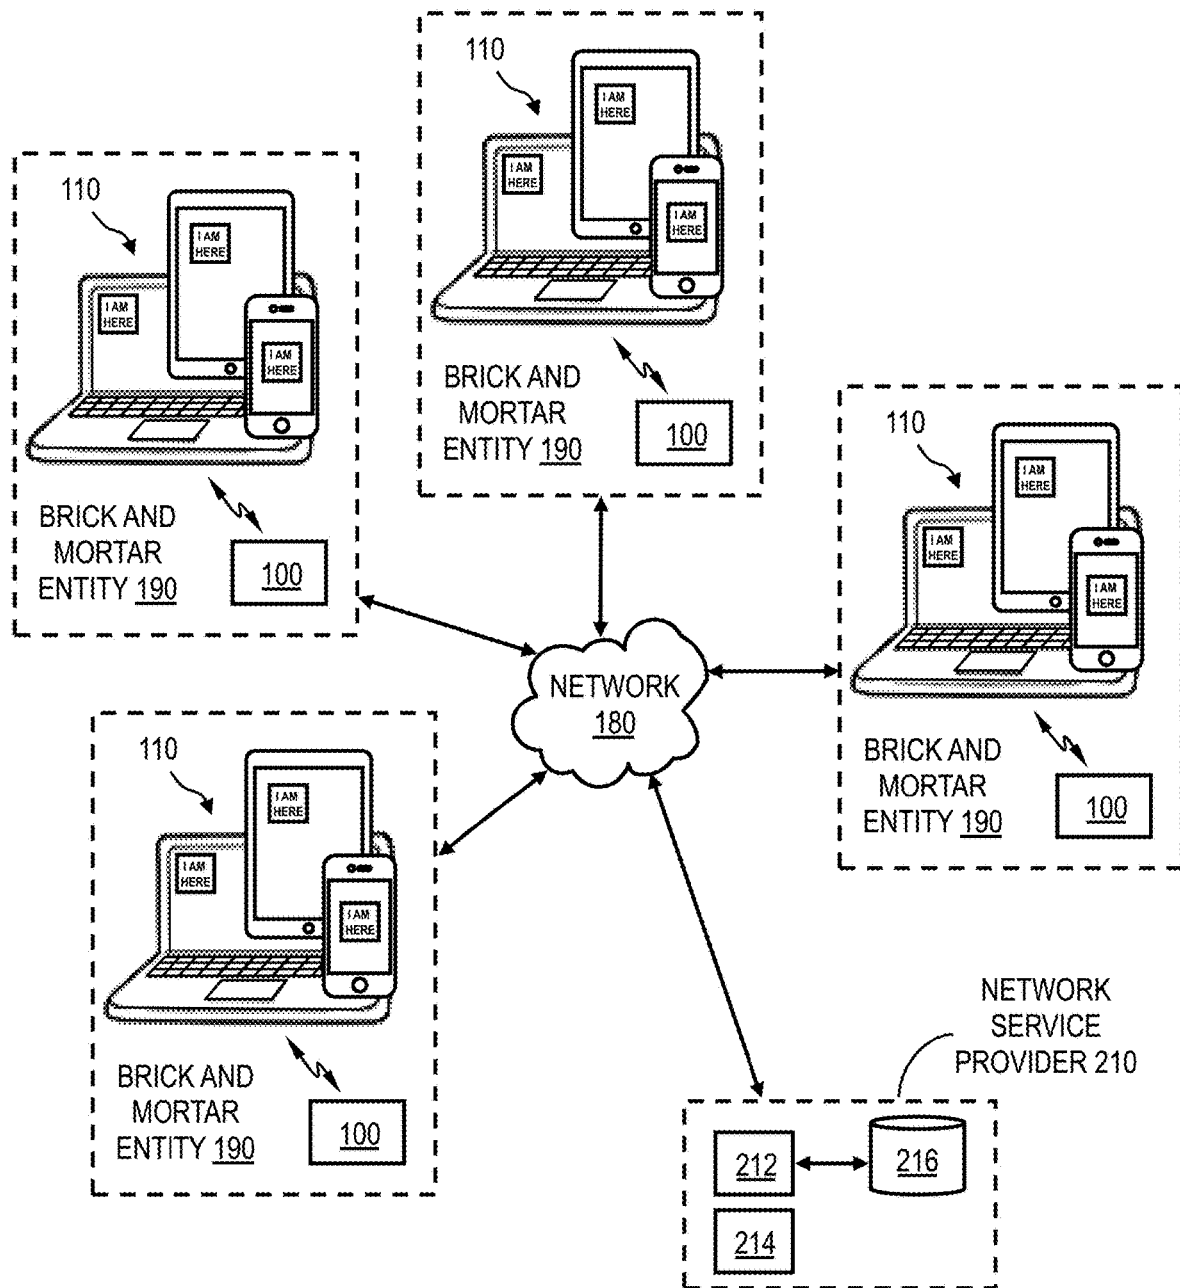 110
I AM
HERE
I AM
HERE
I AM
HERE
BRICK AND
MORTAR
ENTITY 190
100
110
I AM
HERE
I AM
HERE
I AM
HERE
BRICK AND
MORTAR
ENTITY 190
100
110
I AM
HERE
I AM
HERE
I AM
HERE
BRICK AND
MORTAR
ENTITY 190
100
NETWORK
180
110
I AM
HERE
I AM
HERE
I AM
HERE
BRICK AND
MORTAR
ENTITY 190
100
NETWORK
SERVICE
PROVIDER 210
212
216
214